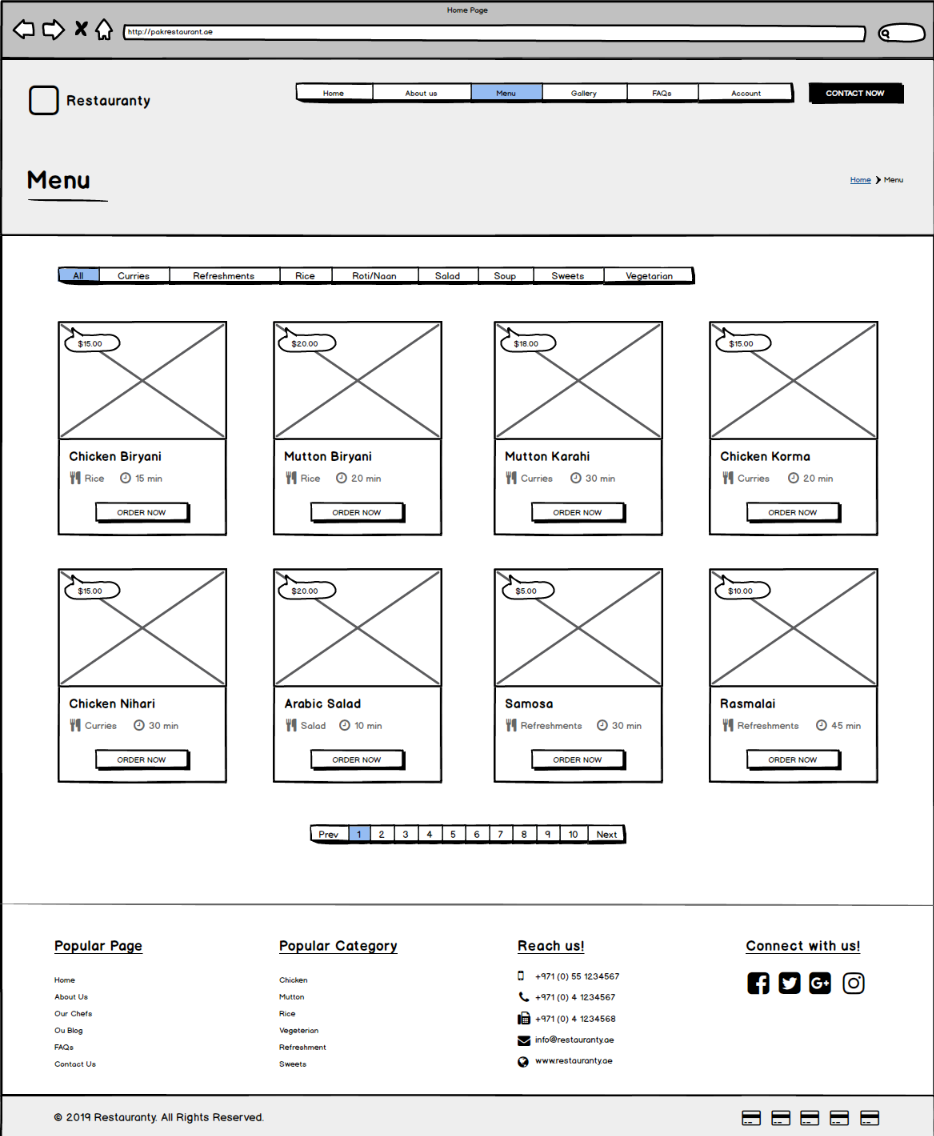 Home Page
http://pakrestaurant.ae
Restauranty
Home About us Menu Gallery FAQs Account CONTACT NOW
Menu
Home Menu
All Curries Refreshments Rice Roti/Naan Salad Soup Sweets Vegetarian
$15.00 $20.00 $18.00 $15.00
Chicken Biryani Mutton Biryani Mutton Karahi Chicken Korma
Rice 15 min Rice 20 min Curries 30 min Curries 20 min
ORDER NOW ORDER NOW ORDER NOW ORDER NOW
$15.00 $20.00 $5.00 $10.00
Chicken Nihari Arabic Salad Samosa Rasmalai
Curries 30 min Salad 10 min Refreshments 30 min Refreshments 45 min
ORDER NOW ORDER NOW ORDER NOW ORDER NOW
Prev 1 2 3 4 5 6 7 8 9 10 Next
Popular Page
Home
About Us
Our Chefs
Ou Blog
FAQs
Contact Us
Popular Category
Chicken
Mutton
Rice
Vegeterian
Refreshment
Sweets
Reach us!
+971 (0) 55 1234567
+971 (0) 4 1234567
+971 (0) 4 1234568
info@restauranty.ae
www.restauranty.ae
Connect with us!
© 2019 Restauranty. All Rights Reserved.